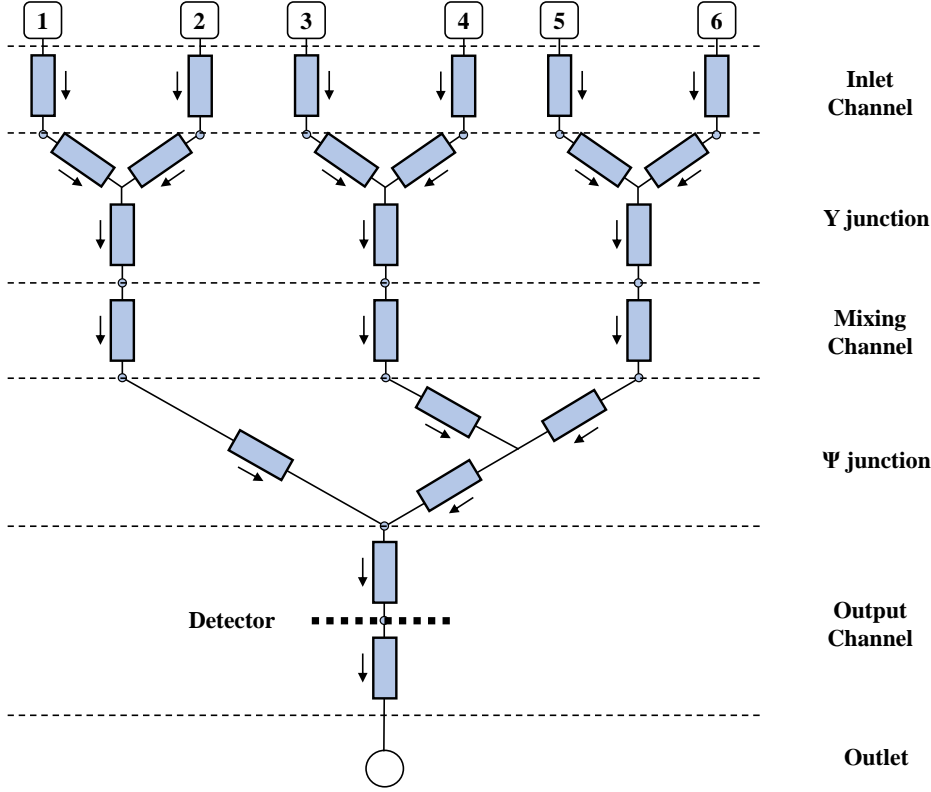 1 2 3 4 5 6
Inlet
Channel
Y junction
Mixing
Channel
Ψ junction
Detector
Output
Channel
Outlet